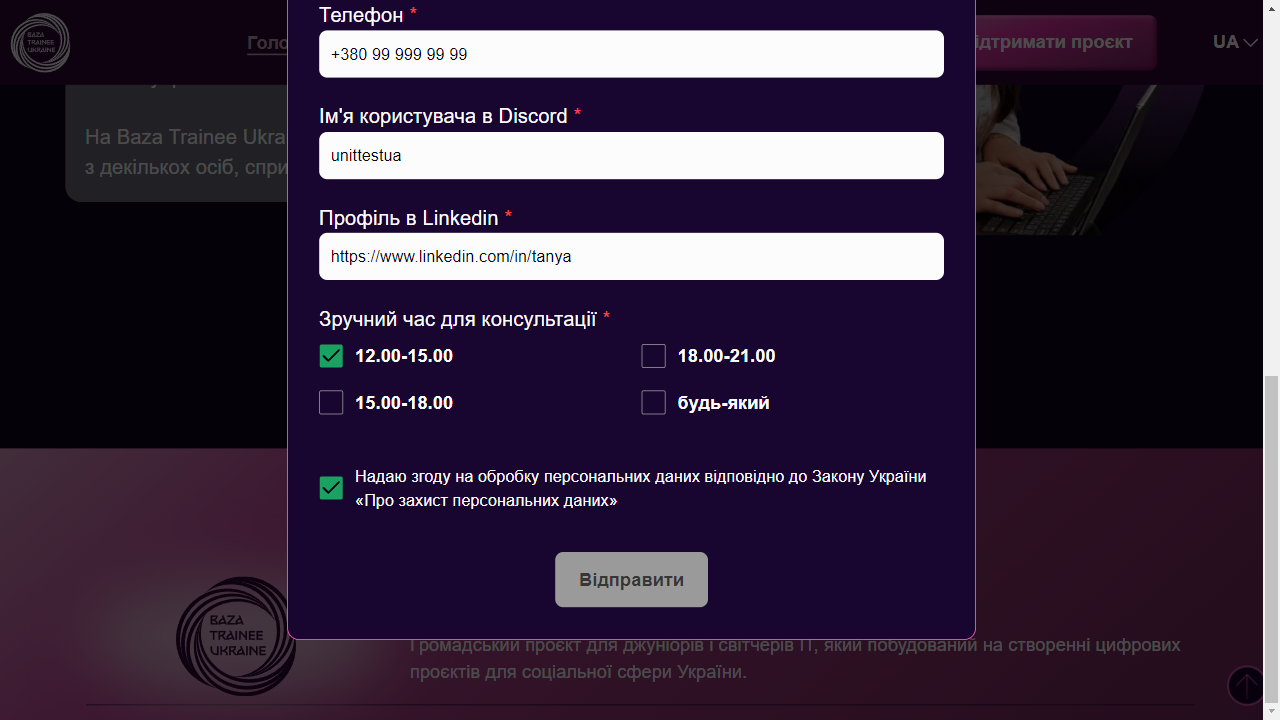 BAZA
TRAINEE
UKRAINE
Голо
ідтримати проєкт
UA
Телефон *
+380 99 999 99 99
Ім'я користувача в Discord *
unittestua
На Baza Trainee Ukra
з декількох осіб, спри
Профіль в Linkedin *
https://www.linkedin.com/in/tanya
Зручний час для консультації *
12.00-15.00
18.00-21.00
15.00-18.00
будь-який
Надаю згоду на обробку персональних даних відповідно до Закону України
«Про захист персональних даних»
Відправити
BAZA
TRAINEE
UKRAINE
Громадський проєкт для джуніорів і світчерів ІТ, який побудований на створенні цифрових
проєктів для соціальної сфери України.